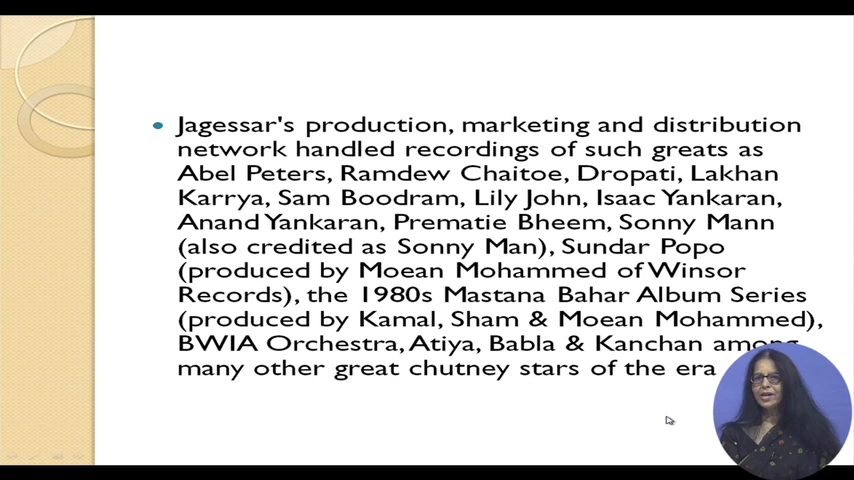 Jagessar's production, marketing and distribution
network handled recordings of such greats as
Abel Peters, Ramdew Chaitoe, Dropati, Lakhan
Karrya, Sam Boodram, Lily John, Isaac Yankaran,
Anand Yankaran, Prematie Bheem, Sonny Mann
(also credited as Sonny Man), Sundar Popo
(produced by Moean Mohammed of Winsor
Records), the 1980s Mastana Bahar Album Series
(produced by Kamal, Sham & Moean Mohammed),
BWIA Orchestra, Atiya, Babla & Kanchan among
many other great chutney stars of the era